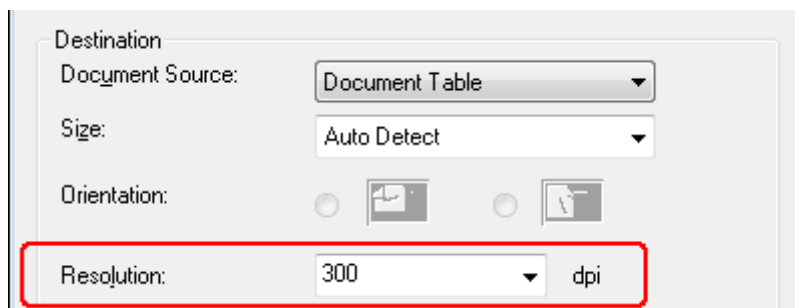 Destination
Document Source: Document Table
Size: Auto Detect
Orientation:
Resolution: 300 dpi